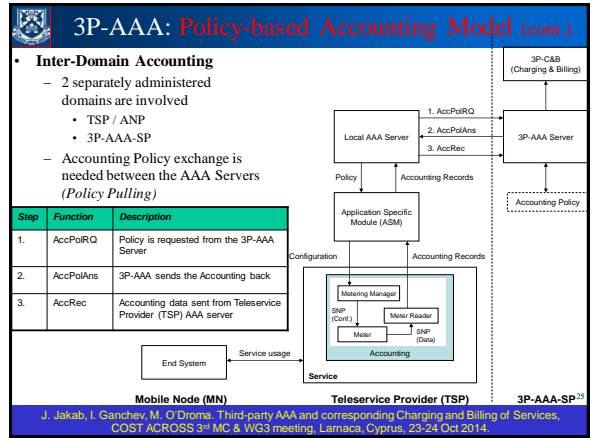 3P-AAA: Policy-based Accounting Model (cont.)
• Inter-Domain Accounting
– 2 separately administered
domains are involved
• TSP / ANP
• 3P-AAA-SP
– Accounting Policy exchange is
needed between the AAA Servers
(Policy Pulling)
Step Function Description
1. AccPolRQ Policy is requested from the 3P-AAA
Server
2. AccPolAns 3P-AAA sends the Accounting back
3. AccRec Accounting data sent from Teleservice
Provider (TSP) AAA server
3P-C&B
(Charging & Billing)
Local AAA Server
1. AccPolRQ
2. AccPolAns
3. AccRec
3P-AAA Server
Policy
Accounting Records
Accounting Policy
Application Specific
Module (ASM)
Configuration
Accounting Records
Metering Manager
SNP
(Conf.)
Meter Reader
Meter
SNP
(Data)
Accounting
Service
End System
Service usage
Mobile Node (MN)
Teleservice Provider (TSP)
3P-AAA-SP
25
J. Jakab, I. Ganchev, M. O'Droma. Third-party AAA and corresponding Charging and Billing of Services,
COST ACROSS 3rd MC & WG3 meeting, Larnaca, Cyprus, 23-24 Oct 2014.